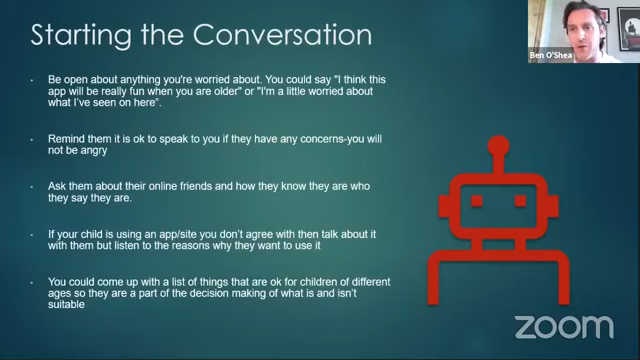 Starting the Conversation
Ben O'Shea
• Be open about anything you're worried about. You could say "I think this
app will be really fun when you are older" or "I'm a little worried about
what I've seen on here".
• Remind them it is ok to speak to you if they have any concerns-you will
not be angry
• Ask them about their online friends and how they know they are who
they say they are.
• If your child is using an app/site you don't agree with then talk about it
with them but listen to the reasons why they want to use it
• You could come up with a list of things that are ok for children of different
ages so they are a part of the decision making of what is and isn't
suitable
zoom